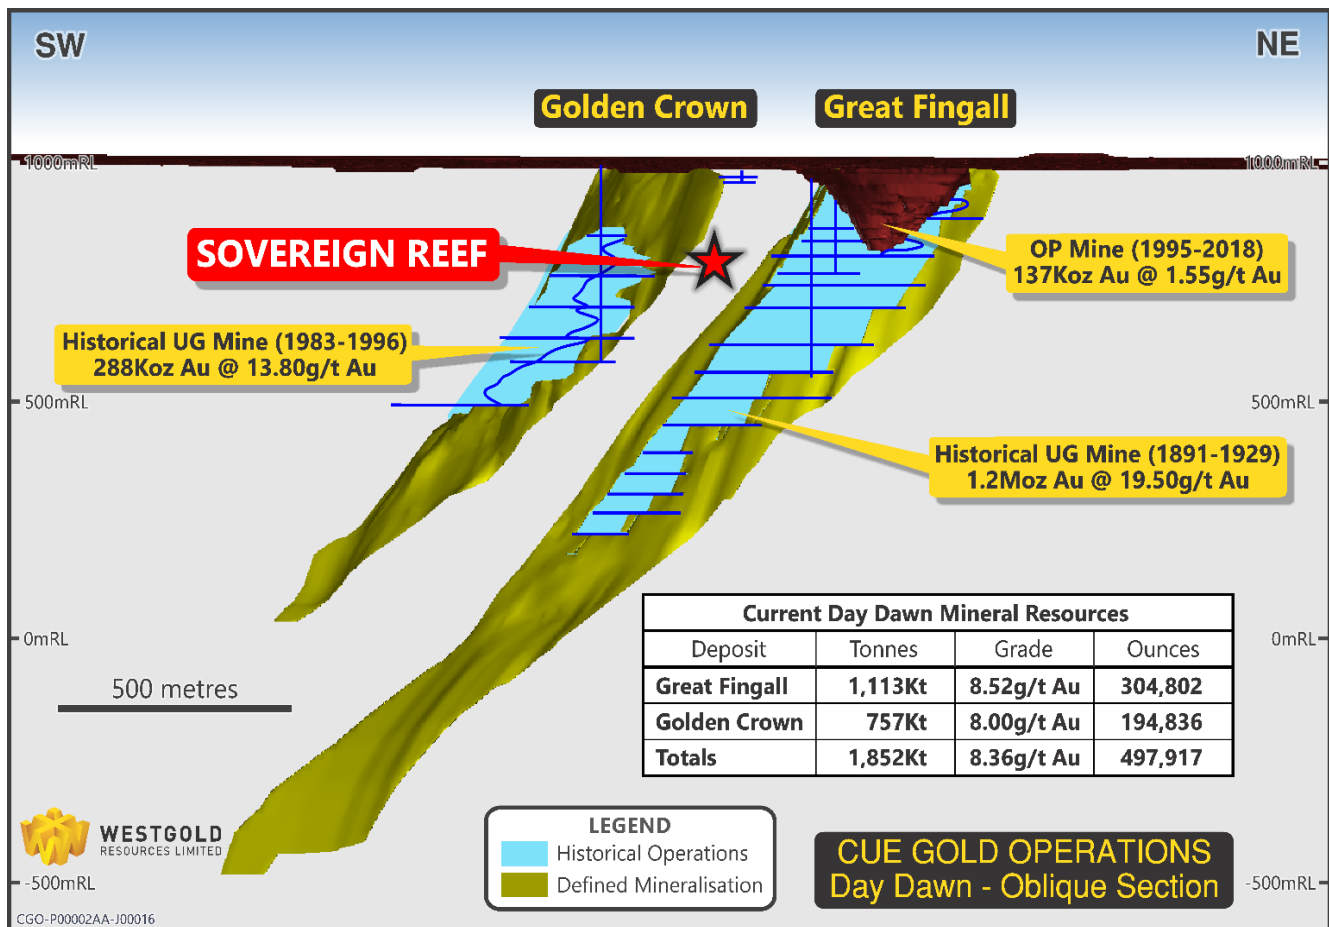 SW
NE
Golden Crown
Great Fingall
1000mRL
1000mRL
SOVEREIGN REEF
OP Mine (1995-2018)
137Koz Au @ 1.55g/t Au
Historical UG Mine (1983-1996)
288Koz Au @ 13.80g/t Au
500mRL
500mRL
Historical UG Mine (1891-1929)
1.2Moz Au @ 19.50g/t Au
0mRL
0mRL
500 metres
Current Day Dawn Mineral Resources
Deposit Tonnes Grade Ounces
Great Fingall 1,113Kt 8.52g/t Au 304,802
Golden Crown 757Kt 8.00g/t Au 194,836
Totals 1,852Kt 8.36g/t Au 497,917
WESTGOLD
RESOURCES LIMITED
LEGEND
Historical Operations
Defined Mineralisation
CUE GOLD OPERATIONS
Day Dawn - Oblique Section
-500mRL
-500mRL
CGO-P00002AA-J00016